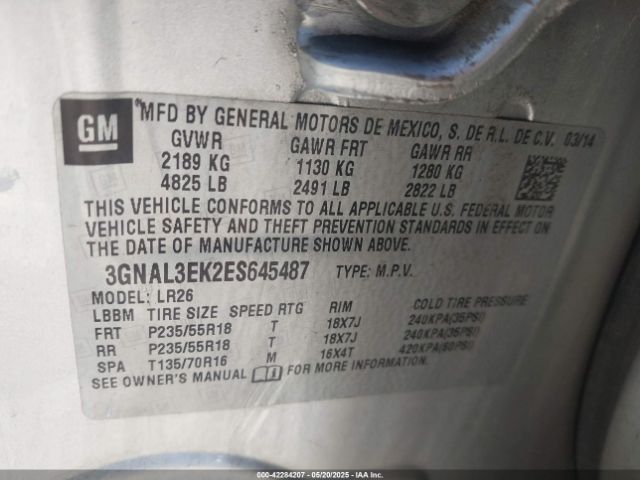 GM
MFD BY GENERAL MOTORS DE MEXICO, S. DE R.L. DE C.V. 03/14
GVWR GAWR FRT GAWR RR
2189 KG 1130 KG 1280 KG
4825 LB 2491 LB 2822 LB
THIS VEHICLE CONFORMS TO ALL APPLICABLE U.S. FEDERAL MOTOR
VEHICLE SAFETY AND THEFT PREVENTION STANDARDS IN EFFECT ON
THE DATE OF MANUFACTURE SHOWN ABOVE.
3GNAL3EK2ES645487 TYPE: M.P.V.
MODEL: LR26
LBBM TIRE SIZE SPEED RTG RIM COLD TIRE PRESSURE
FRT P235/55R18 T 18X7J 240KPA(35PSI)
RR P235/55R18 T 18X7J 240KPA(35PSI)
SPA T135/70R16 M 16X4T 420KPA(60PSI)
SEE OWNER'S MANUAL FOR MORE INFORMATION.
000-42284207 - 05/20/2025 - IAAI.COM